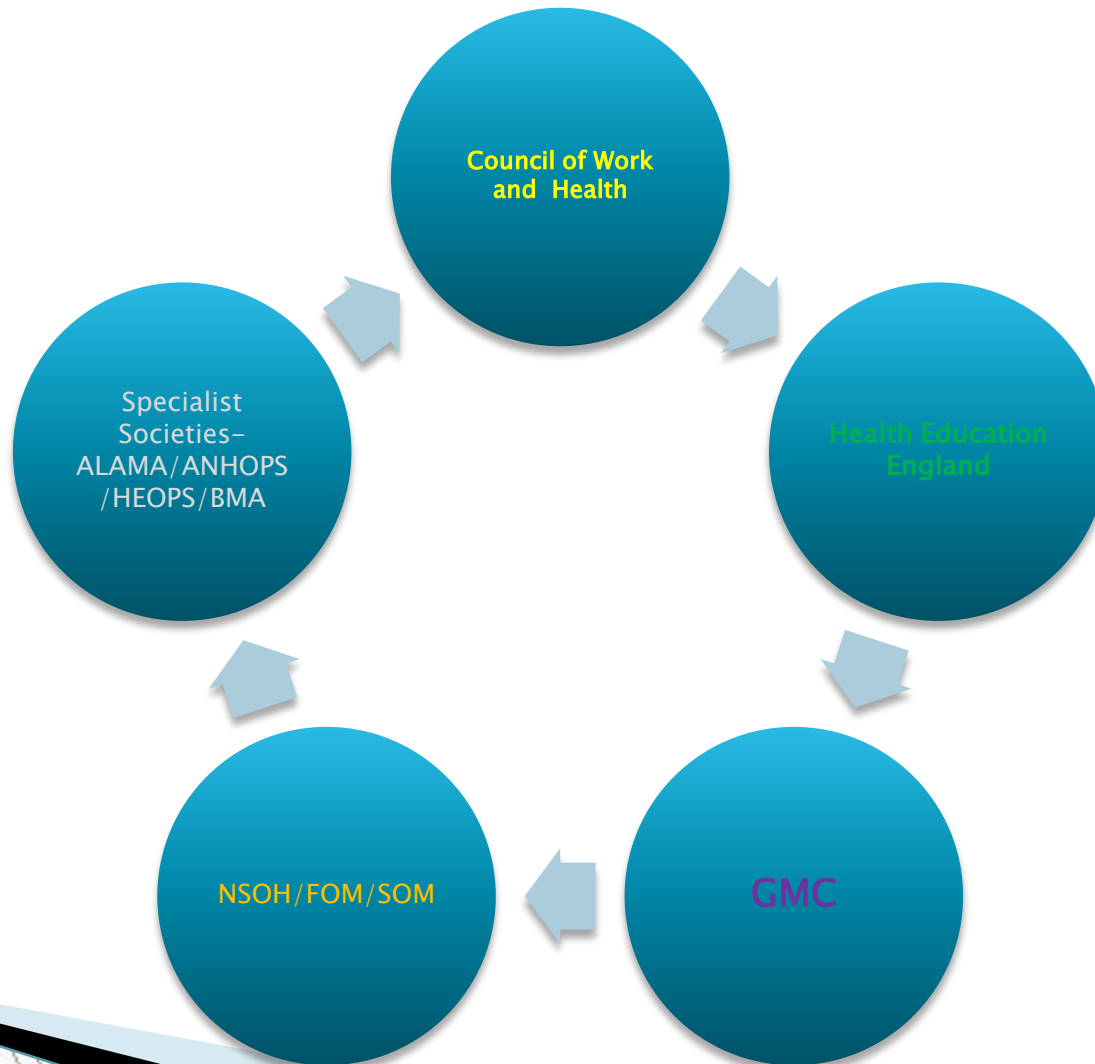 Council of Work
and  Health
Health Education
England
GMC
NSOH/FOM/SOM
Specialist
Societies–
ALAMA/ANHOPS
/HEOPS/BMA